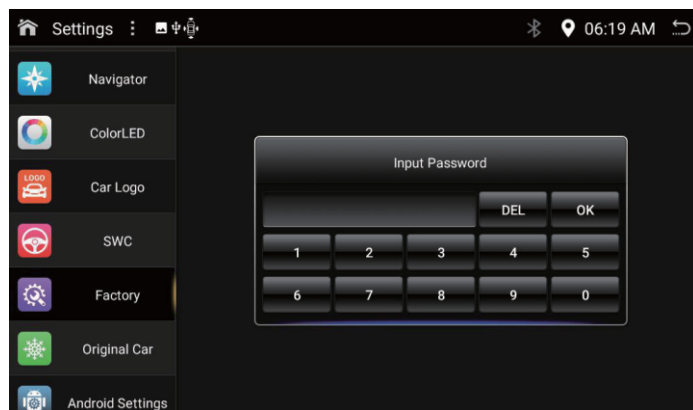 Settings
06:19 AM
Navigator
ColorLED
LOGO
Car Logo
SWC
Factory
Original Car
Android Settings
Input Password
DEL OK
1 2 3 4 5
6 7 8 9 0